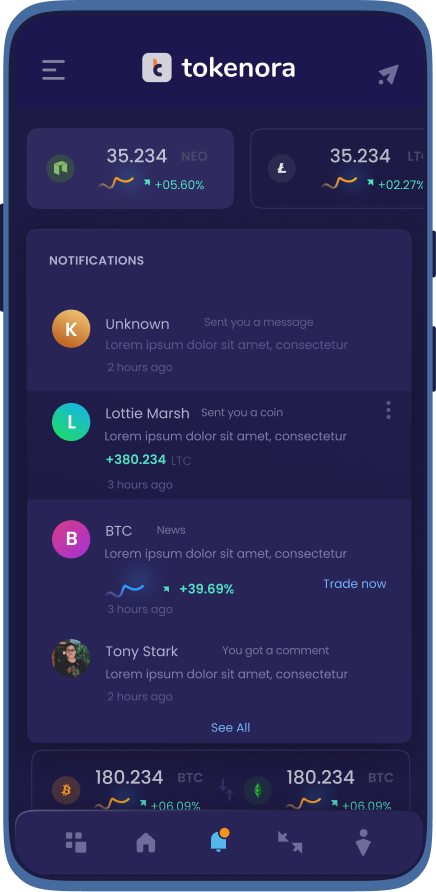 tokenora
35.234 NEO
+05.60%
35.234 LT
+02.27%
NOTIFICATIONS
K
Unknown Sent you a message
Lorem ipsum dolor sit amet, consectetur
2 hours ago
L
Lottie Marsh Sent you a coin
Lorem ipsum dolor sit amet, consectetur
+380.234 LTC
3 hours ago
B
BTC News
Lorem ipsum dolor sit amet, consectetur
+39.69%
Trade now
3 hours ago
Tony Stark You got a comment
Lorem ipsum dolor sit amet, consectetur
2 hours ago
See All
180.234 BTC
+06.09%
180.234 BTC
+06.09%